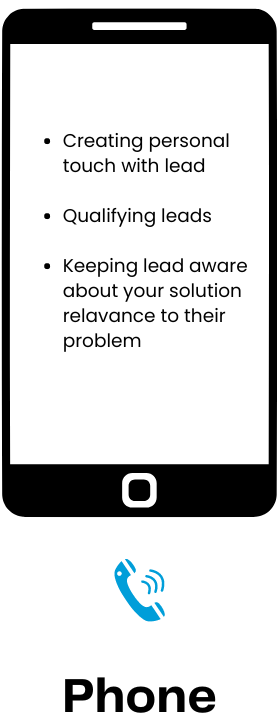 • Creating personal
touch with lead
• Qualifying leads
• Keeping lead aware
about your solution
relavance to their
problem
Phone